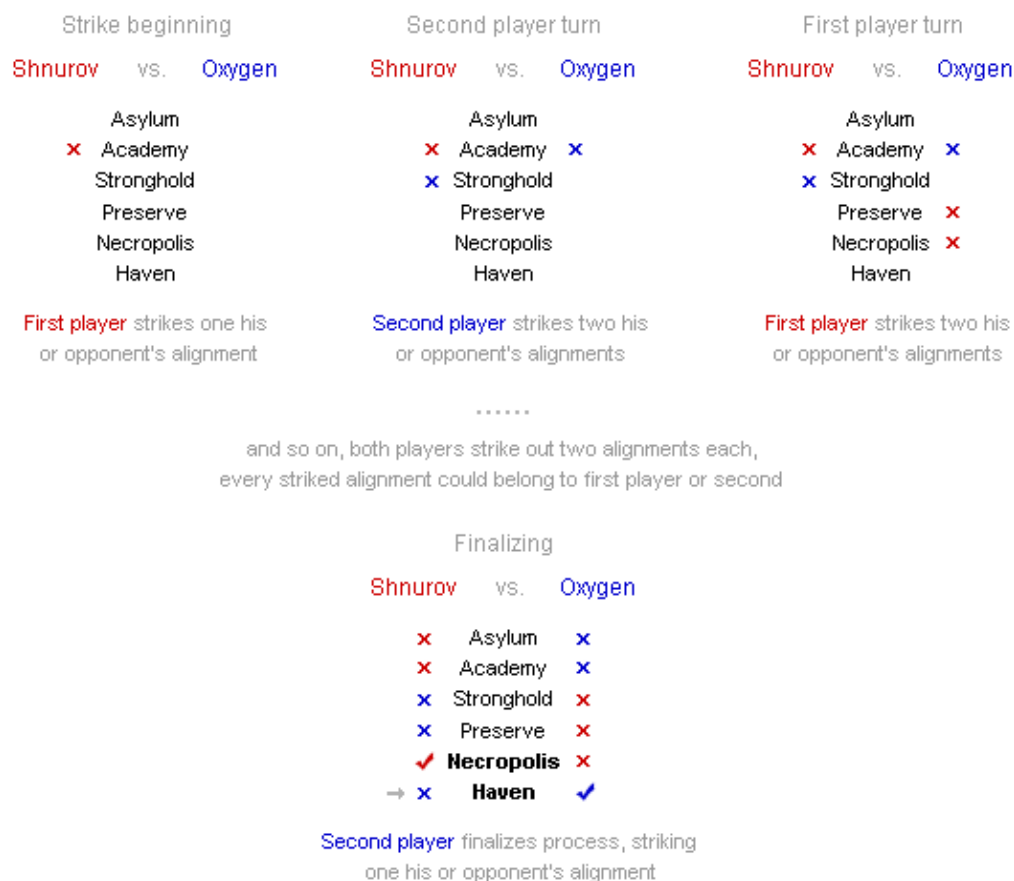 Strike beginning
Shnurov vs. Oxygen
Asylum
× Academy
Stronghold
Preserve
Necropolis
Haven
First player strikes one his
or opponent's alignment
Second player turn
Shnurov vs. Oxygen
Asylum
× Academy ×
× Stronghold
Preserve
Necropolis
Haven
Second player strikes two his
or opponent's alignments
First player turn
Shnurov vs. Oxygen
Asylum
× Academy ×
× Stronghold
Preserve ×
Necropolis ×
Haven
First player strikes two his
or opponent's alignments
......
and so on, both players strike out two alignments each,
every striked alignment could belong to first player or second
Finalizing
Shnurov vs. Oxygen
× Asylum ×
× Academy ×
× Stronghold ×
× Preserve ×
✓ Necropolis ×
→ × Haven ✓
Second player finalizes process, striking
one his or opponent's alignment